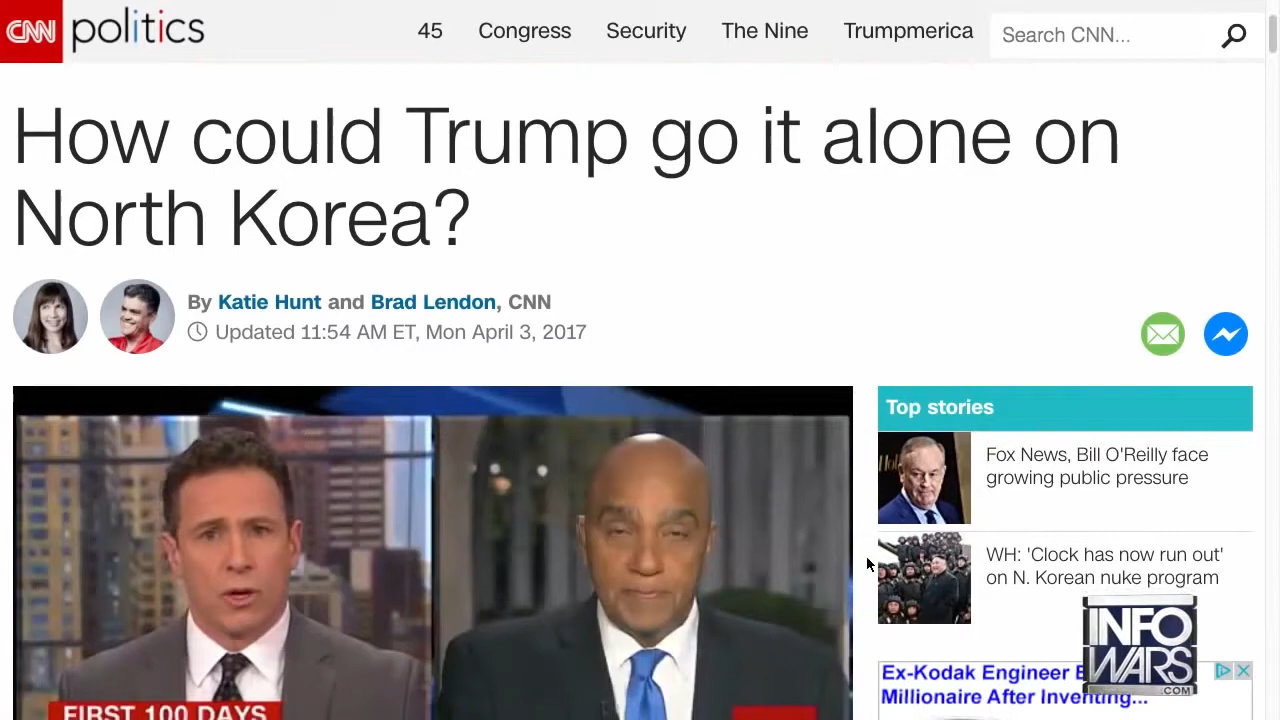 CNN politics
45 Congress Security The Nine Trumpmerica Search CNN...
How could Trump go it alone on
North Korea?
By Katie Hunt and Brad Lendon, CNN
Updated 11:54 AM ET, Mon April 3, 2017
Top stories
Fox News, Bill O'Reilly face
growing public pressure
WH: 'Clock has now run out'
on N. Korean nuke program
FIRST 100 DAYS
Ex-Kodak Engineer
Millionaire After Inventing...
INFO
WARS
.COM